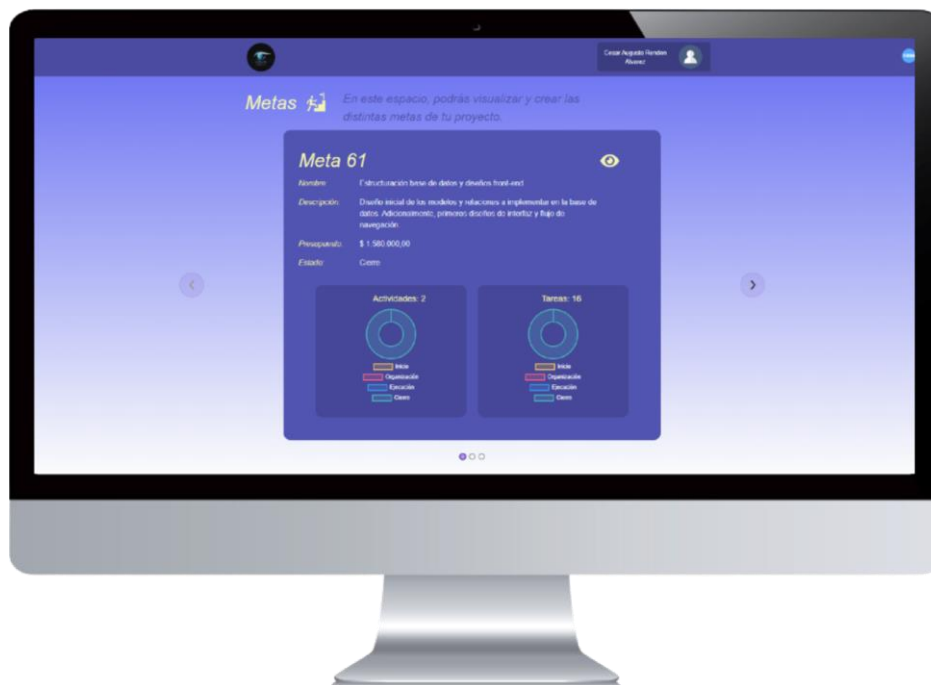 Cesar Augusto Rendon
Alvarez
Metas
En este espacio, podrás visualizar y crear las
distintas metas de tu proyecto.
Meta 61
Nombre: Estructuración base de datos y diseños front-end
Descripción: Diseño inicial de los modelos y relaciones a implementar en la base de
datos. Adicionalmente, primeros diseños de interfaz y flujo de
navegación.
Presupuesto: $ 1.580.000,00
Estado: Cierre
Actividades: 2
Inicio
Organización
Ejecución
Cierre
Tareas: 16
Inicio
Organización
Ejecución
Cierre